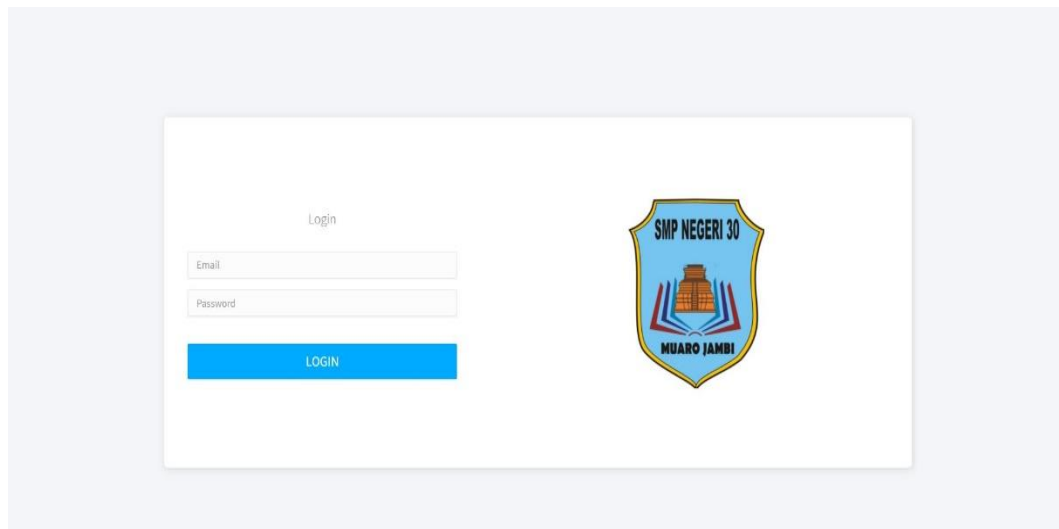 Login
Email
Password
LOGIN
SMP NEGERI 30
MUARO JAMBI